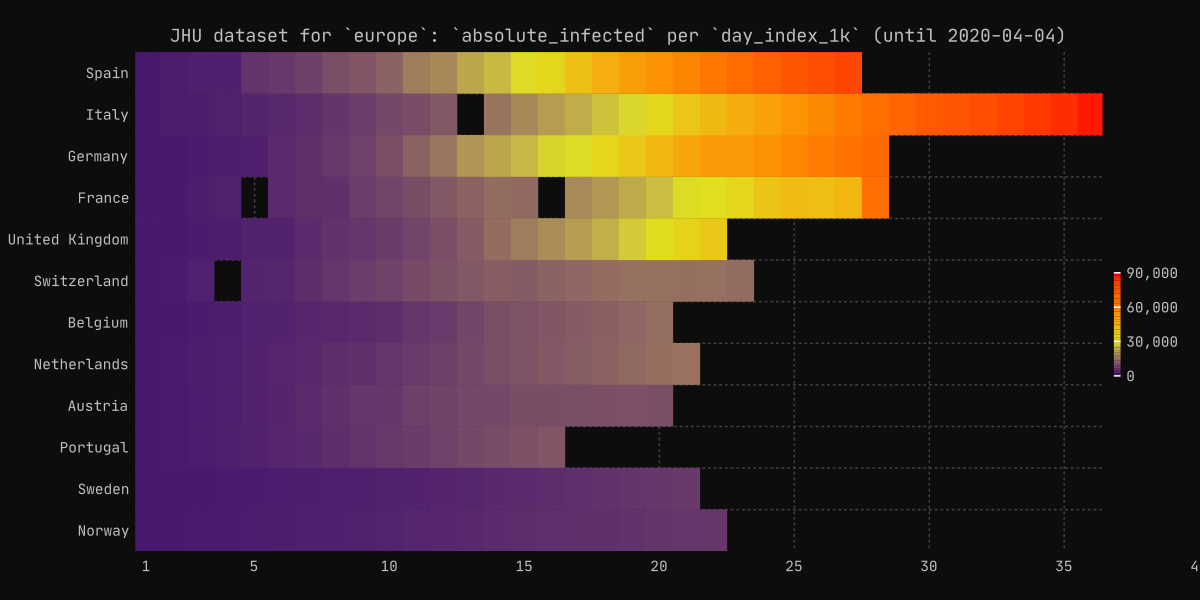 JHU dataset for `europe`: `absolute_infected` per `day_index_1k` (until 2020-04-04)
Spain
Italy
Germany
France
United Kingdom
Switzerland
Belgium
Netherlands
Austria
Portugal
Sweden
Norway
90,000
60,000
30,000
0
1 5 10 15 20 25 30 35